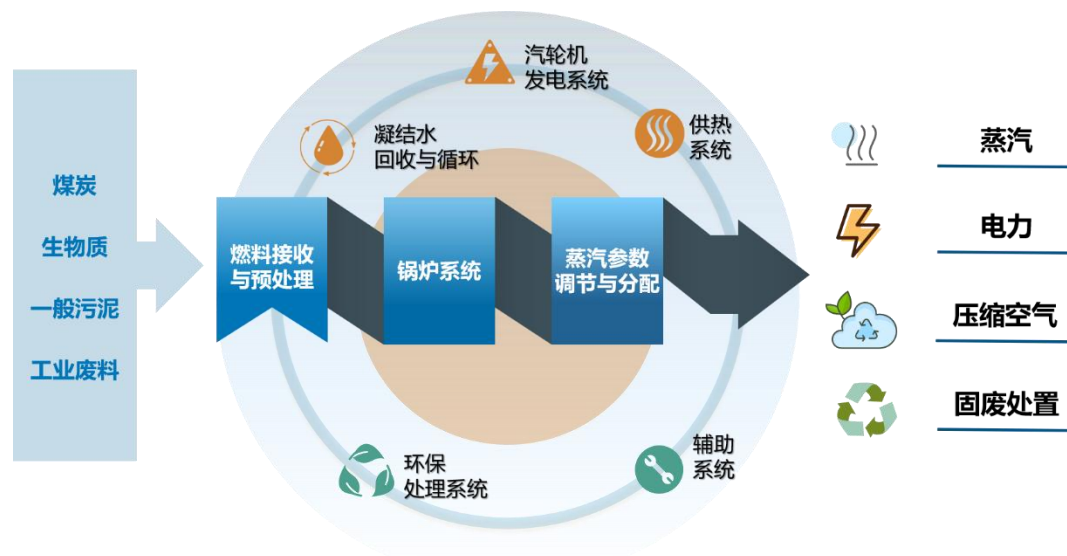 煤炭
生物质
一般污泥
工业废料
汽轮机
发电系统
凝结水
回收与循环
供热
系统
燃料接收
与预处理
锅炉系统
蒸汽参数
调节与分配
环保
处理系统
辅助
系统
蒸汽
电力
压缩空气
固废处置